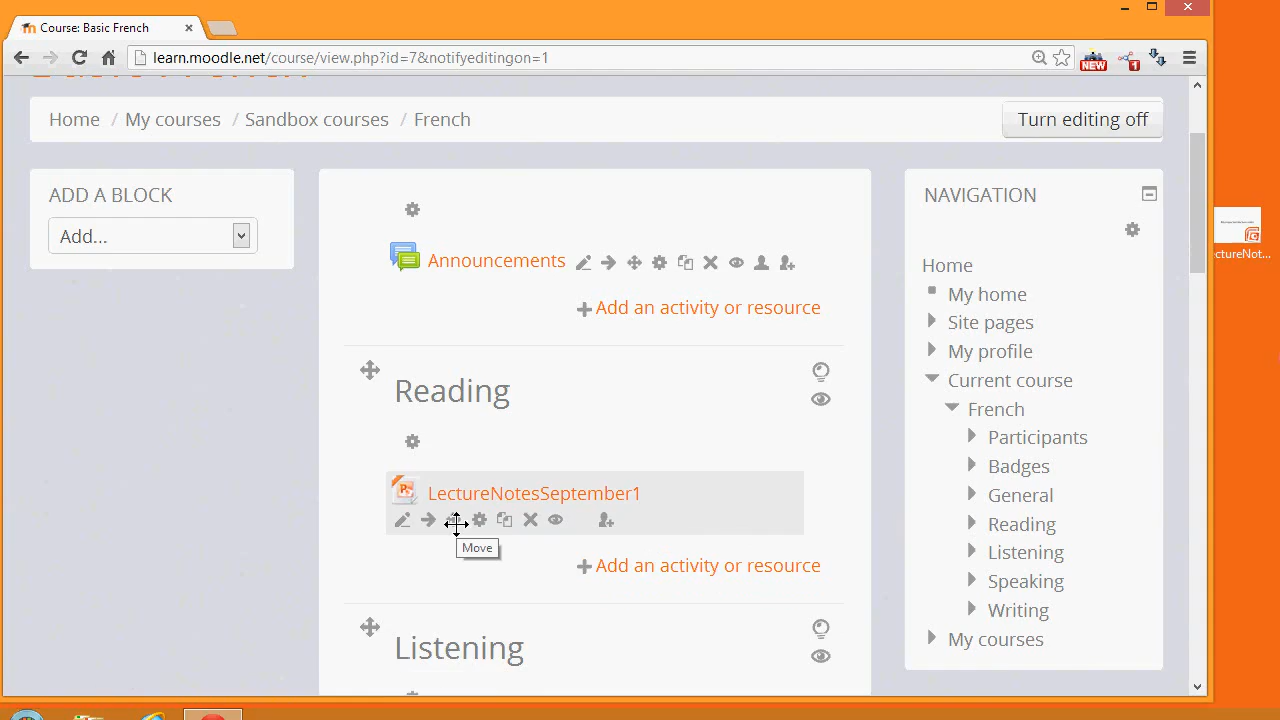 Course: Basic French
learn.moodle.net/course/view.php?id=7&notifyeditingon=1
NEW
1
Home / My courses / Sandbox courses / French
Turn editing off
ADD A BLOCK
Add...
Announcements
Add an activity or resource
Reading
LectureNotesSeptember1
Move
Add an activity or resource
Listening
NAVIGATION
Home
My home
Site pages
My profile
Current course
French
Participants
Badges
General
Reading
Listening
Speaking
Writing
My courses
ectureNot...